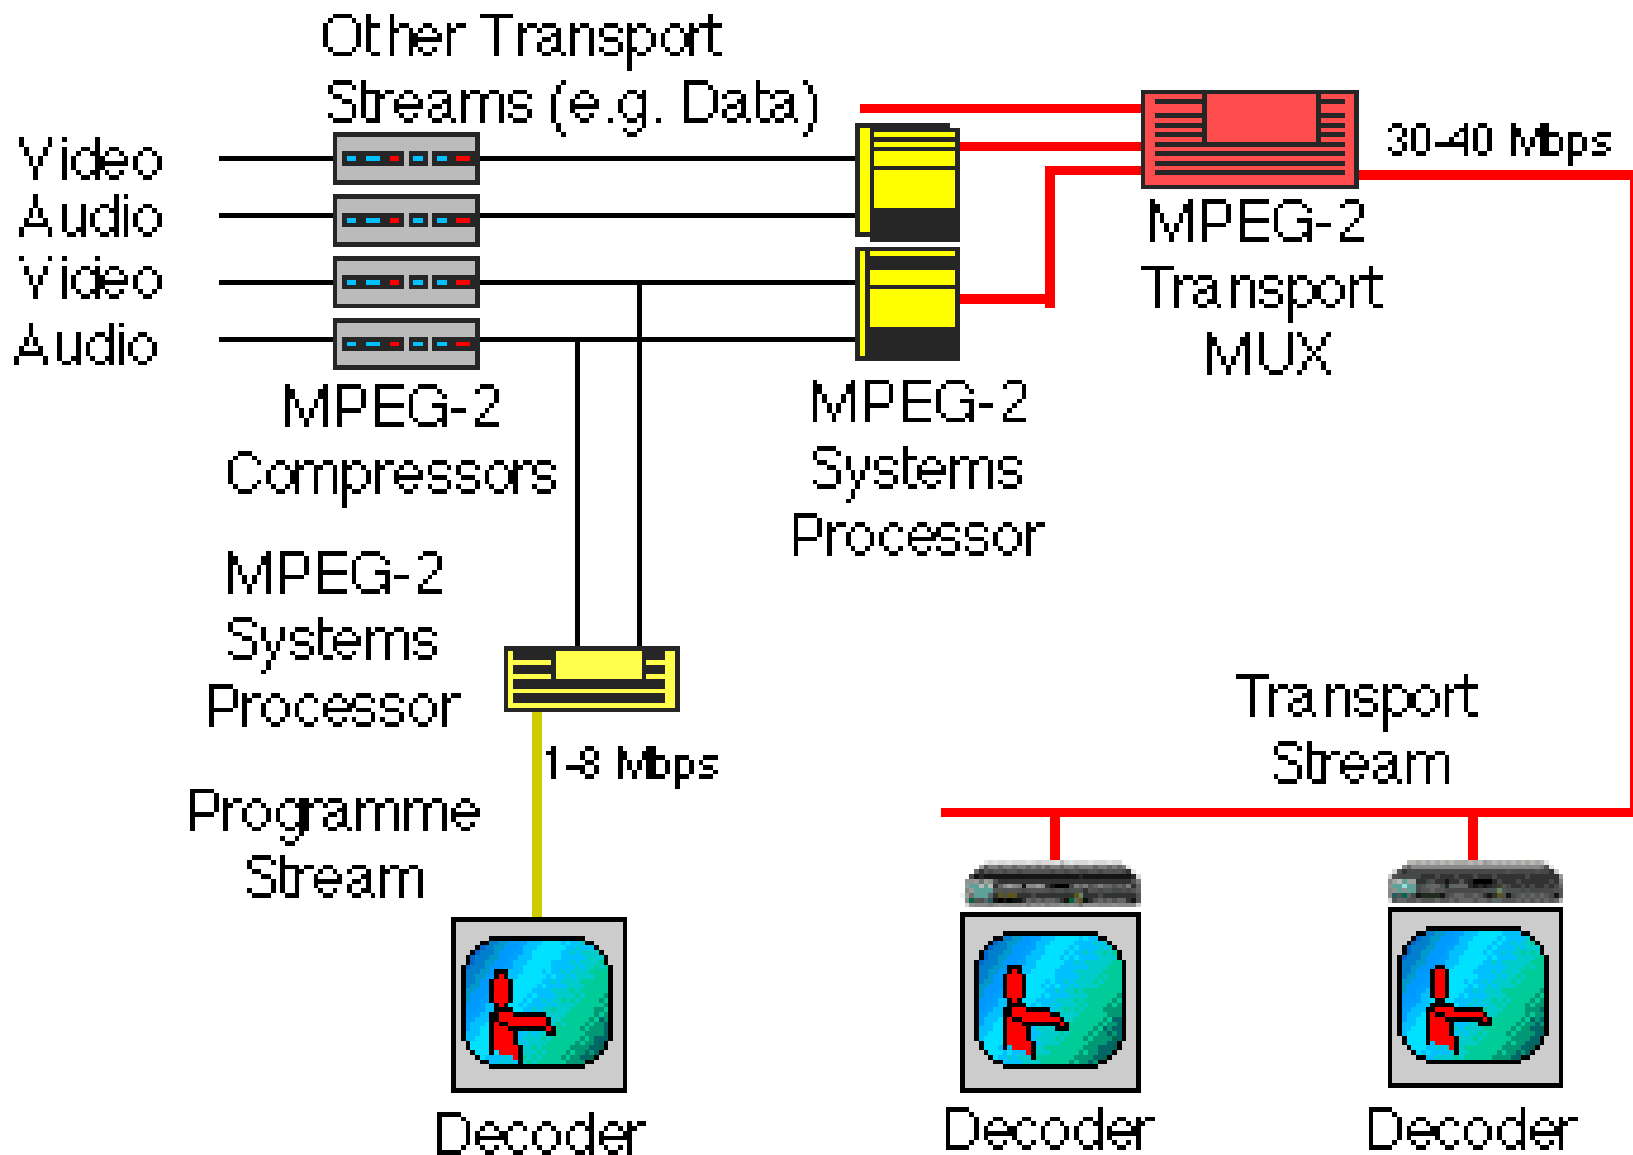 Other Transport
Streams (e.g. Data)
Video
Audio
Video
Audio
30-40 Mbps
MPEG-2
Transport
MUX
MPEG-2
Compressors
MPEG-2
Systems
Processor
MPEG-2
Systems
Processor
1-8 Mbps
Programme
Stream
Transport
Stream
Decoder
Decoder
Decoder